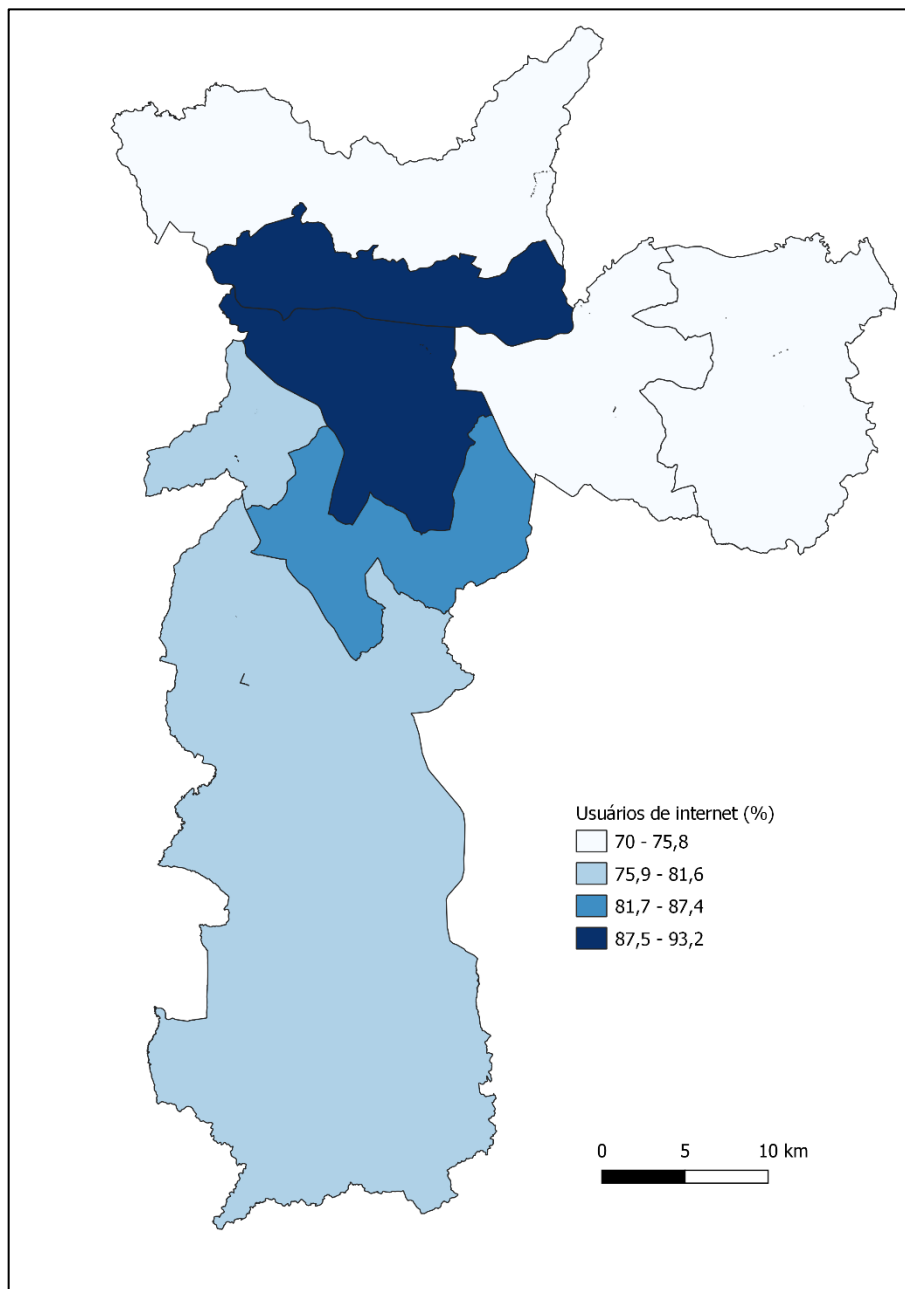 Usuários de internet (%)
70 - 75,8
75,9 - 81,6
81,7 - 87,4
87,5 - 93,2
0 5 10 km